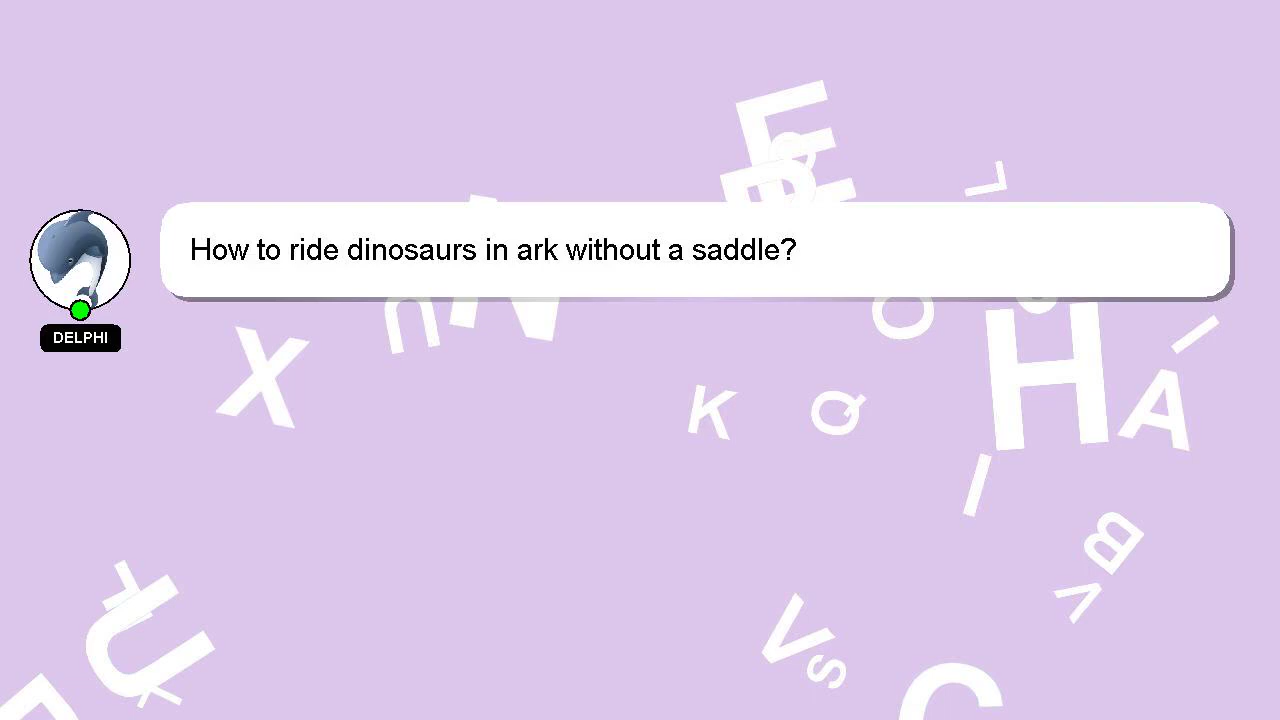 How to ride dinosaurs in ark without a saddle?
DELPHI
E
L
N
U
O
H
I
X
K
Q
A
I
B
V
U
V
S
C